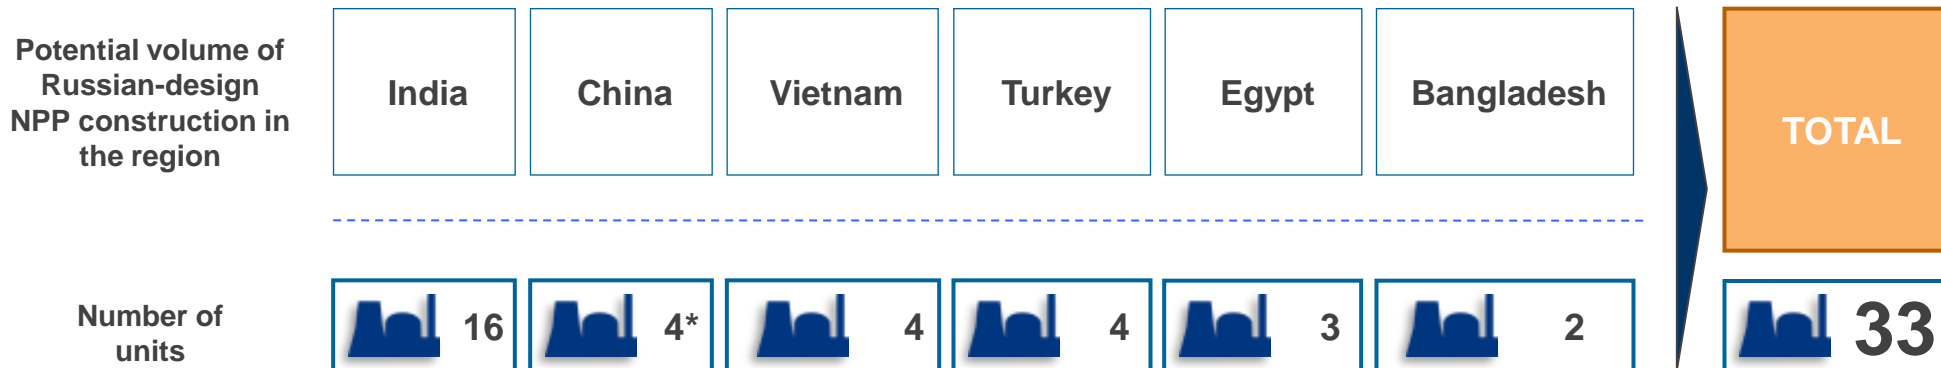 Potential volume of
Russian-design
NPP construction in
the region
India
China
Vietnam
Turkey
Egypt
Bangladesh
TOTAL
Number of
units
16
4*
4
4
3
2
33